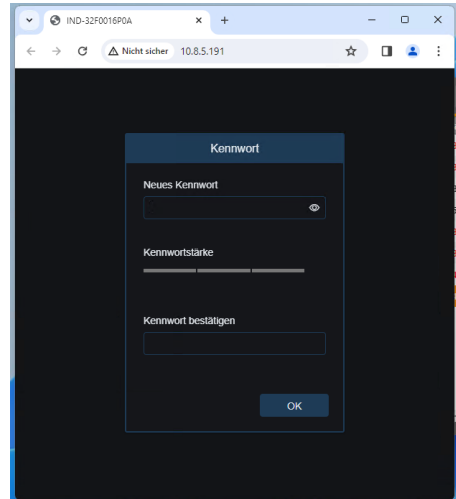 IND-32F0016P0A
Nicht sicher 10.8.5.191
Kennwort
Neues Kennwort
Kennwortstärke
Kennwort bestätigen
OK